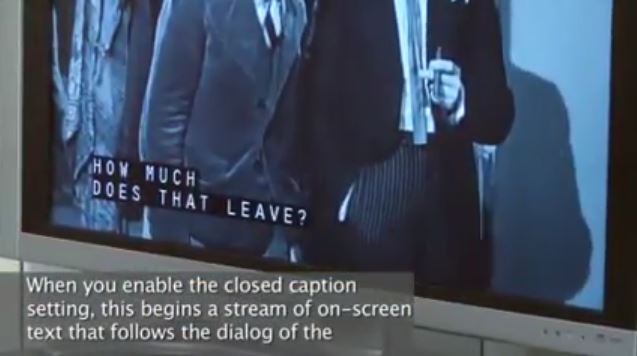 HOW MUCH
DOES THAT LEAVE?
When you enable the closed caption
setting, this begins a stream of on-screen
text that follows the dialog of the